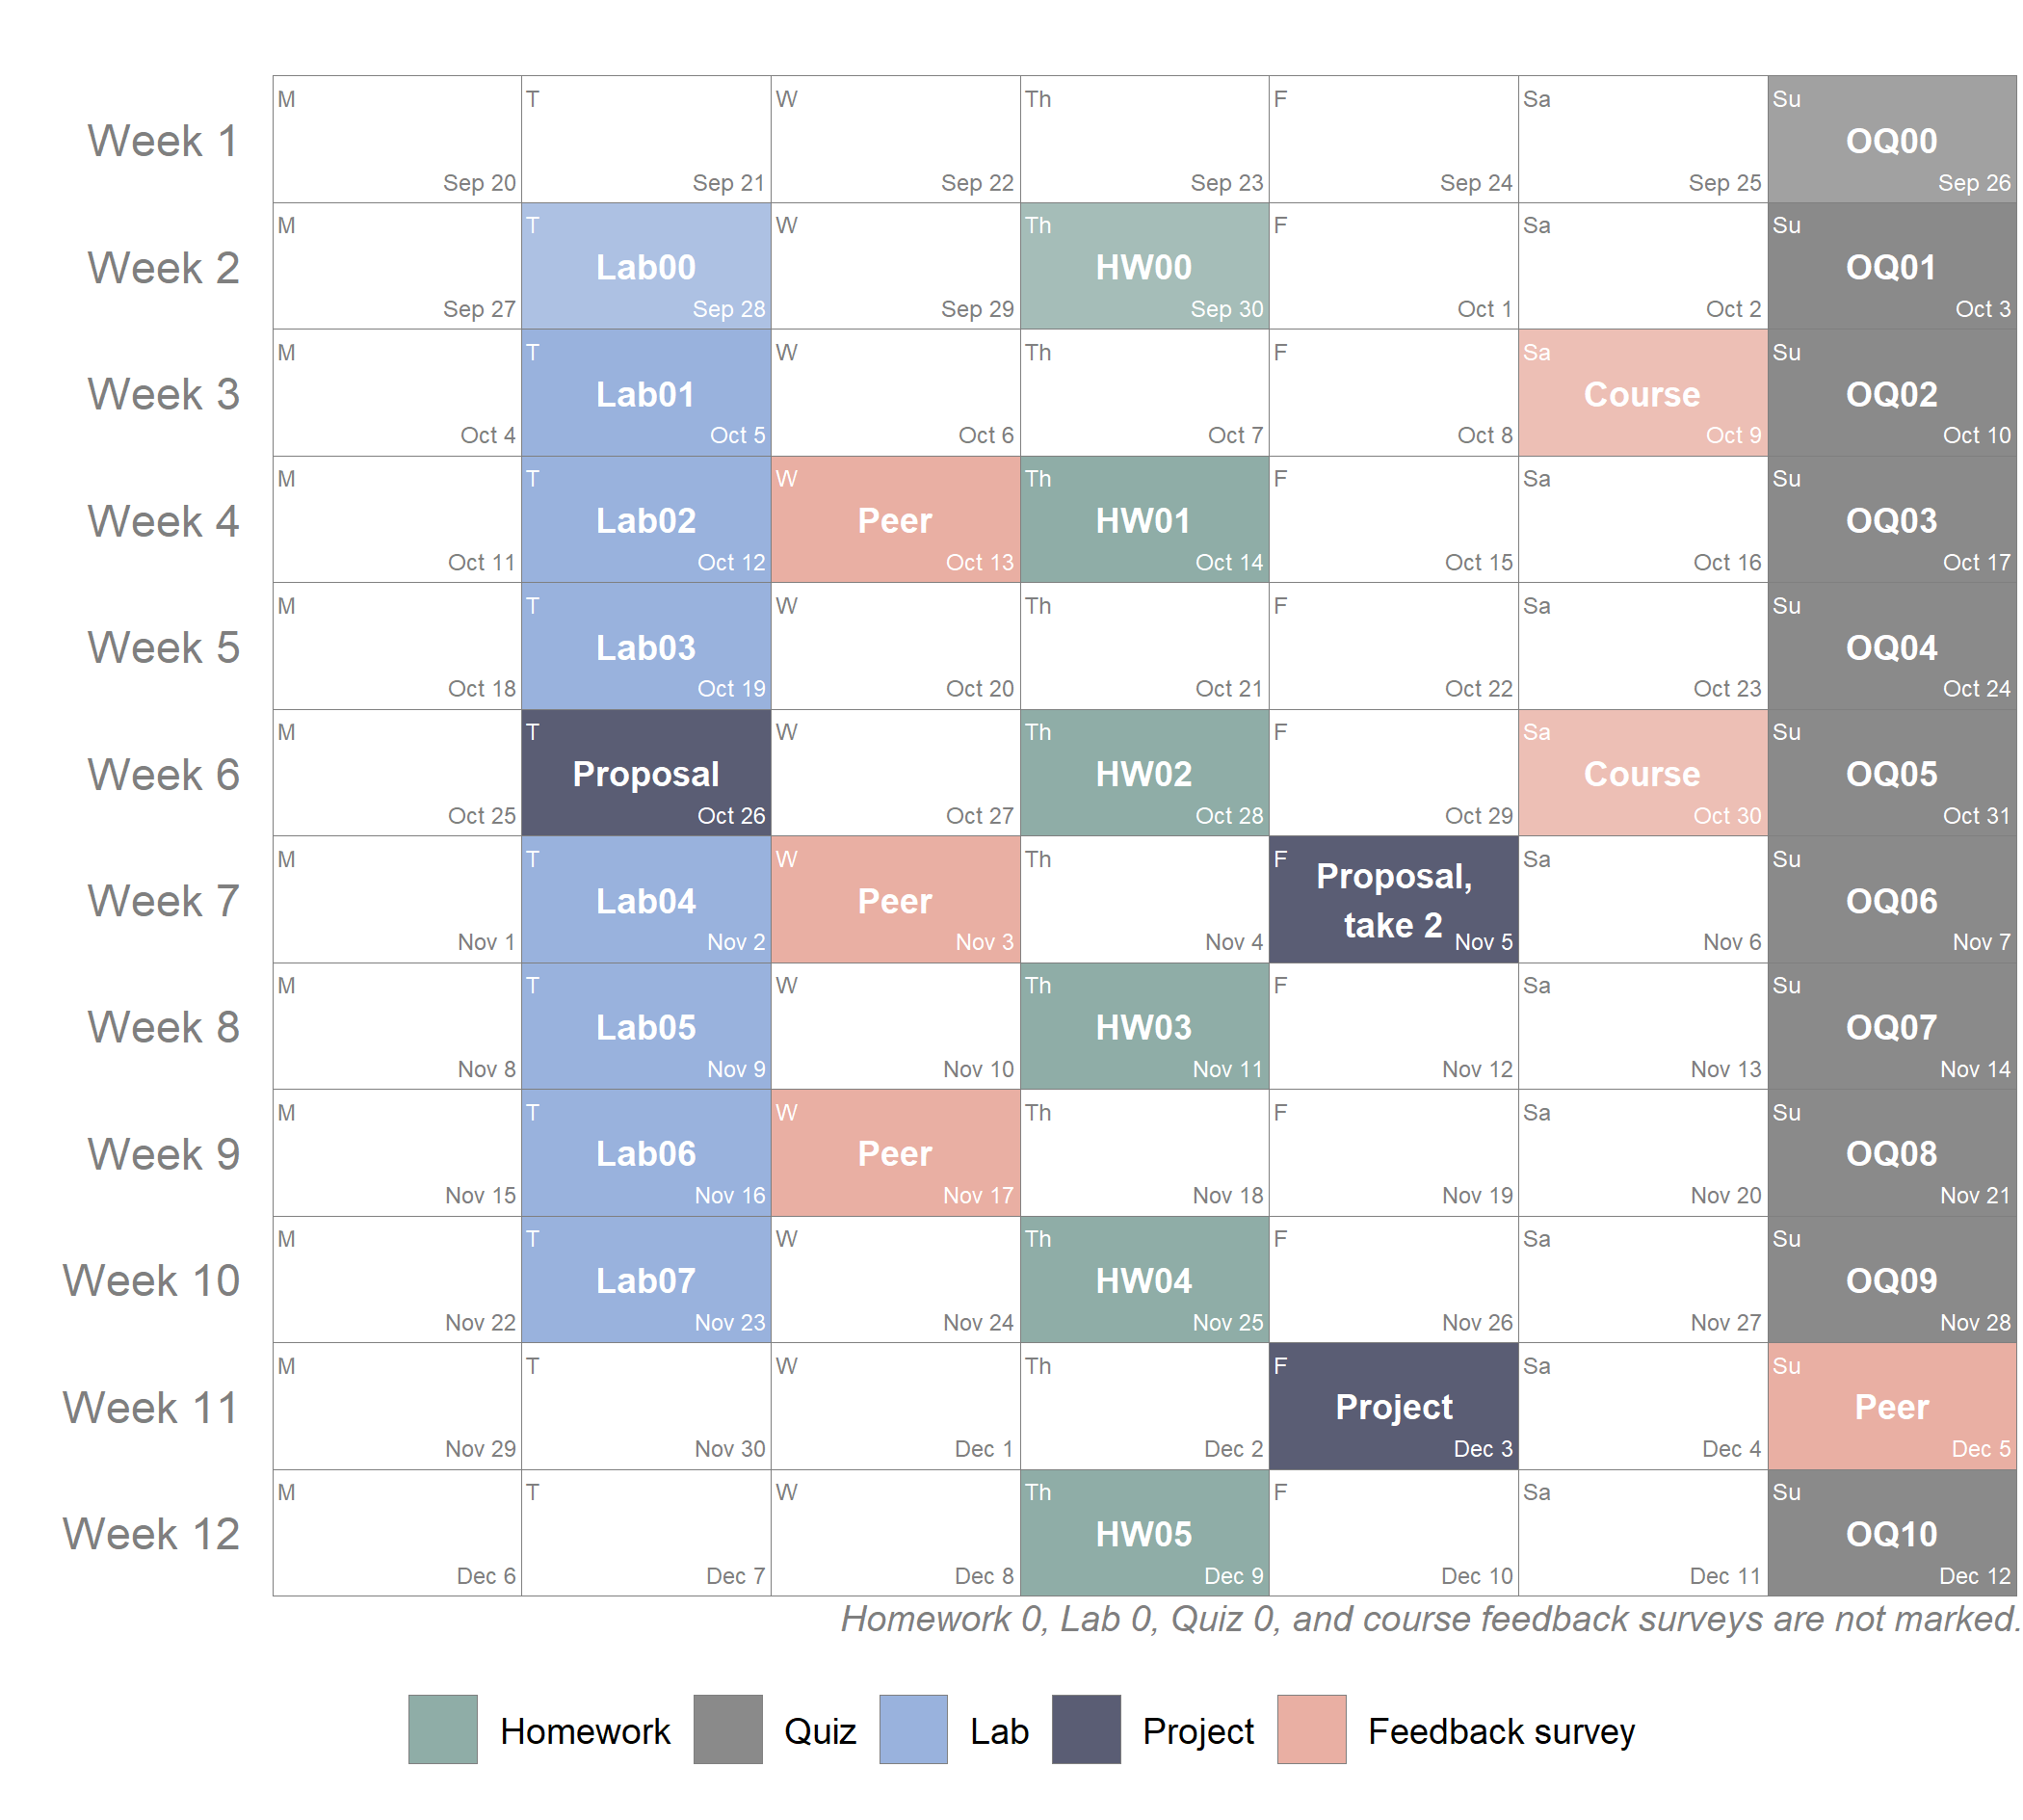 M T W Th F Sa Su
Week 1 OQ00
Sep 20 Sep 21 Sep 22 Sep 23 Sep 24 Sep 25 Sep 26
M T W Th F Sa Su
Week 2 Lab00 HW00 OQ01
Sep 27 Sep 28 Sep 29 Sep 30 Oct 1 Oct 2 Oct 3
M T W Th F Sa Su
Week 3 Lab01 Course OQ02
Oct 4 Oct 5 Oct 6 Oct 7 Oct 8 Oct 9 Oct 10
M T W Th F Sa Su
Week 4 Lab02 Peer HW01 OQ03
Oct 11 Oct 12 Oct 13 Oct 14 Oct 15 Oct 16 Oct 17
M T W Th F Sa Su
Week 5 Lab03 OQ04
Oct 18 Oct 19 Oct 20 Oct 21 Oct 22 Oct 23 Oct 24
M T W Th F Sa Su
Week 6 Proposal HW02 Course OQ05
Oct 25 Oct 26 Oct 27 Oct 28 Oct 29 Oct 30 Oct 31
M T W Th F Sa Su
Week 7 Lab04 Peer Proposal, take 2 OQ06
Nov 1 Nov 2 Nov 3 Nov 4 Nov 5 Nov 6 Nov 7
M T W Th F Sa Su
Week 8 Lab05 HW03 OQ07
Nov 8 Nov 9 Nov 10 Nov 11 Nov 12 Nov 13 Nov 14
M T W Th F Sa Su
Week 9 Lab06 Peer OQ08
Nov 15 Nov 16 Nov 17 Nov 18 Nov 19 Nov 20 Nov 21
M T W Th F Sa Su
Week 10 Lab07 HW04 OQ09
Nov 22 Nov 23 Nov 24 Nov 25 Nov 26 Nov 27 Nov 28
M T W Th F Sa Su
Week 11 Project Peer
Nov 29 Nov 30 Dec 1 Dec 2 Dec 3 Dec 4 Dec 5
M T W Th F Sa Su
Week 12 HW05 OQ10
Dec 6 Dec 7 Dec 8 Dec 9 Dec 10 Dec 11 Dec 12
Homework 0, Lab 0, Quiz 0, and course feedback surveys are not marked.
Homework Quiz Lab Project Feedback survey